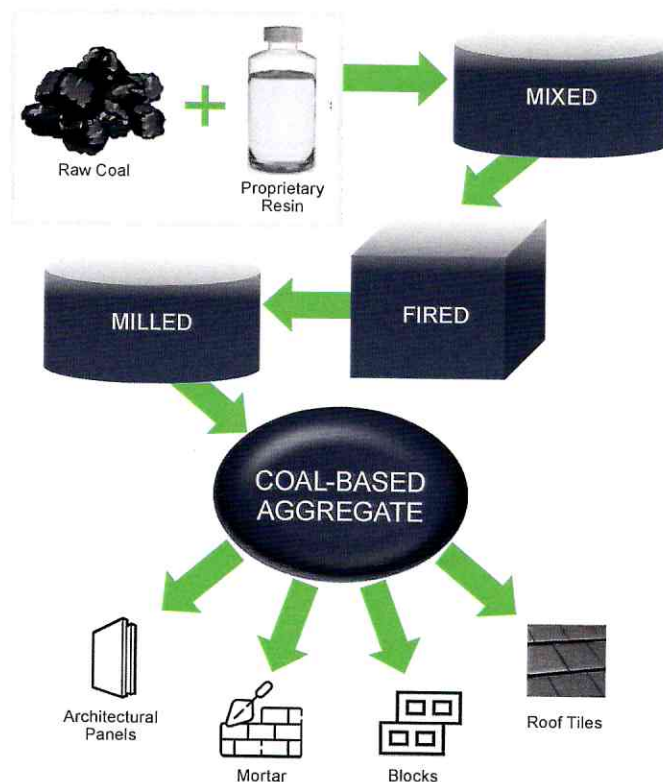 Raw Coal
Proprietary
Resin
MIXED
FIRED
MILLED
COAL-BASED
AGGREGATE
Architectural
Panels
Mortar
Blocks
Roof Tiles